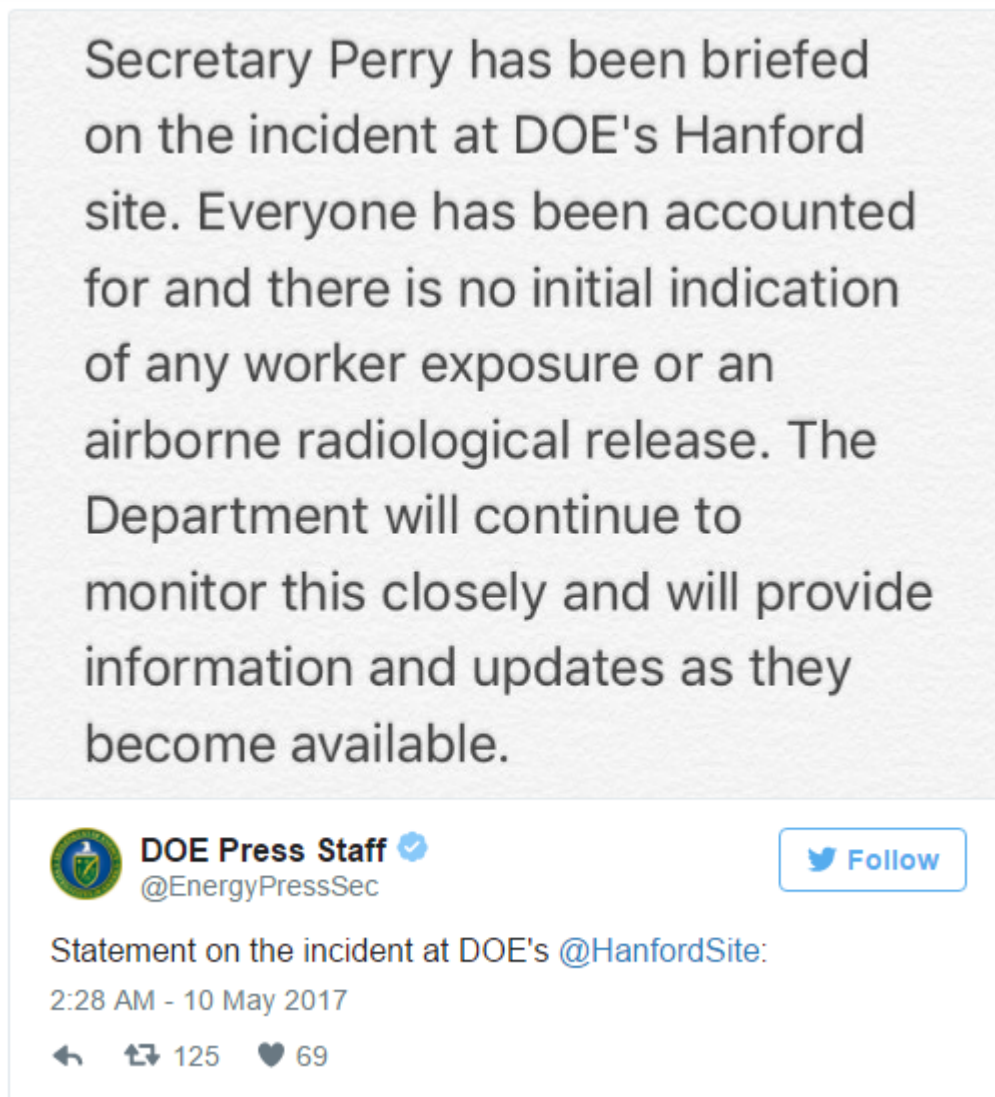 Secretary Perry has been briefed
on the incident at DOE's Hanford
site. Everyone has been accounted
for and there is no initial indication
of any worker exposure or an
airborne radiological release. The
Department will continue to
monitor this closely and will provide
information and updates as they
become available.
DOE Press Staff
@EnergyPressSec
Follow
Statement on the incident at DOE's @HanfordSite:
2:28 AM - 10 May 2017
125 69